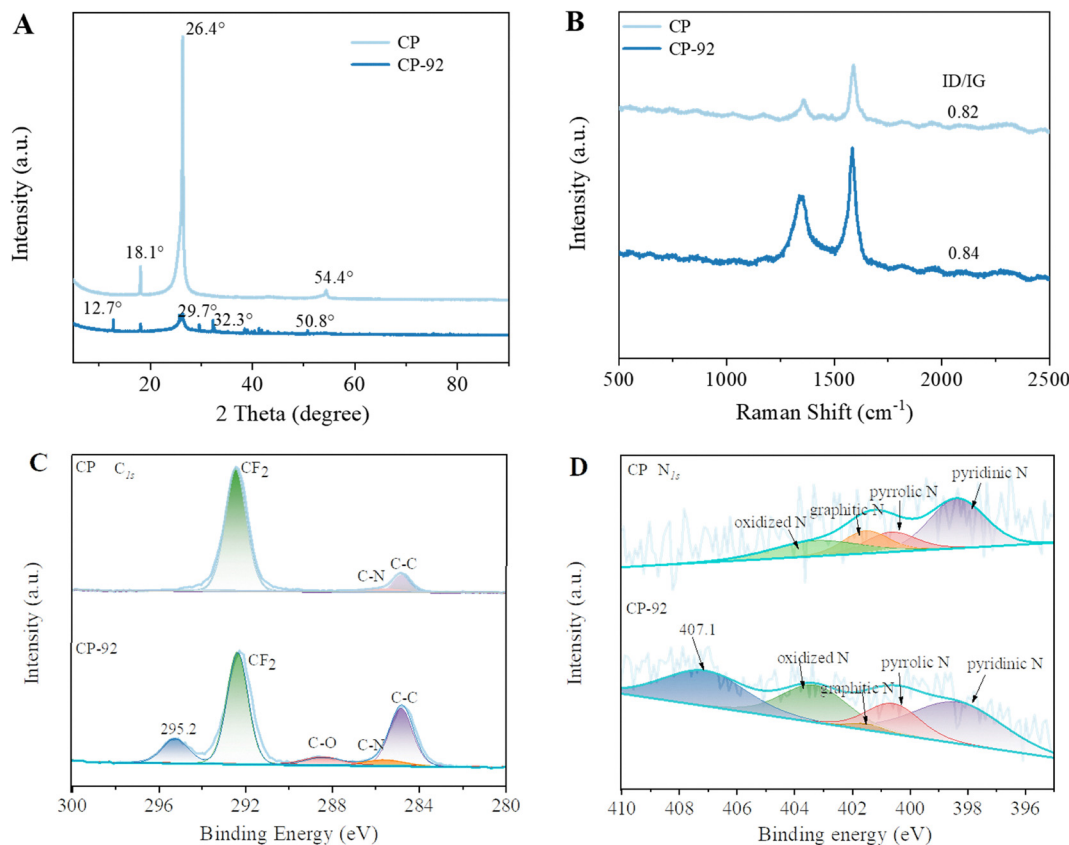 A
26.4°
CP
CP-92
18.1°
54.4°
12.7°
29.7°
32.3°
50.8°
Intensity (a.u.)
20
40
60
80
2 Theta (degree)
B
CP
CP-92
ID/IG
0.82
0.84
Intensity (a.u.)
500
1000
1500
2000
2500
Raman Shift (cm⁻¹)
C
CP C1s
CF2
C-N
C-C
CP-92
CF2
C-C
295.2
C-O
C-N
Intensity (a.u.)
300
296
292
288
284
280
Binding Energy (eV)
D
CP N1s
pyridinic N
pyrrolic N
graphitic N
oxidized N
CP-92
407.1
oxidized N
pyrrolic N
pyridinic N
graphitic N
Intensity (a.u.)
410
408
406
404
402
400
398
396
Binding energy (eV)